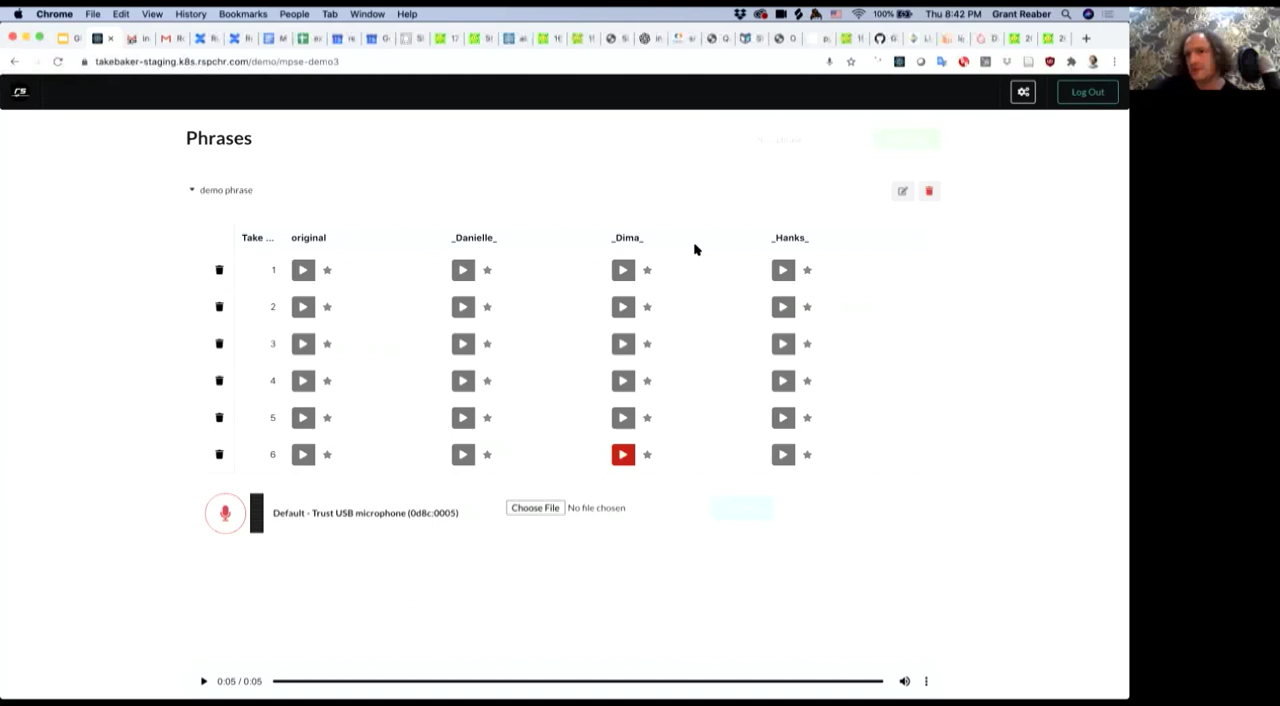 Chrome File Edit View History Bookmarks People Tab Window Help 100% Thu 8:42 PM Grant Reaber
takebaker-staging.k8s.rspchr.com/demo/mpse-demo3
rs Log Out
Phrases
demo phrase
Take ... original _Danielle_ _Dima_ _Hanks_
1
2
3
4
5
6
Default - Trust USB microphone (0d8c:0005) Choose File No file chosen
0:05 / 0:05